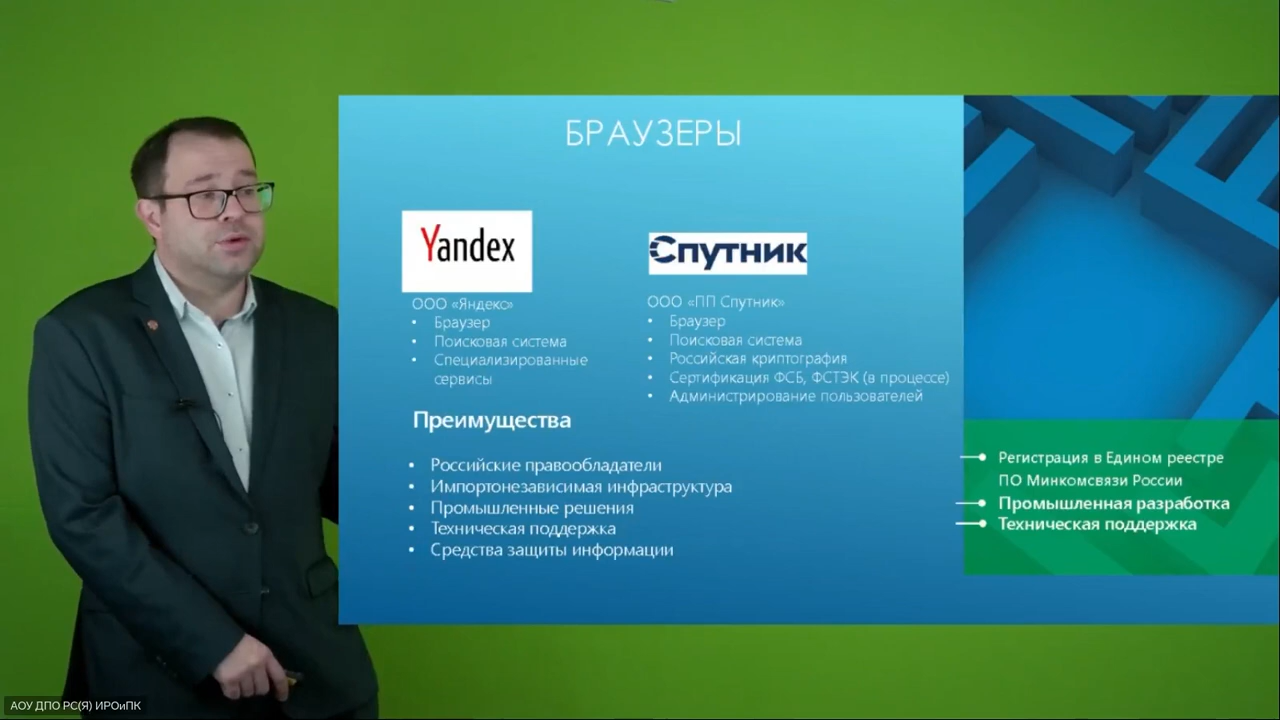 БРАУЗЕРЫ
Yandex
ООО «Яндекс»
• Браузер
• Поисковая система
• Специализированные
сервисы
Спутник
ООО «ПП Спутник»
• Браузер
• Поисковая система
• Российская криптография
• Сертификация ФСБ, ФСТЭК (в процессе)
• Администрирование пользователей
Преимущества
• Российские правообладатели
• Импортонезависимая инфраструктура
• Промышленные решения
• Техническая поддержка
• Средства защиты информации
Регистрация в Едином реестре
ПО Минкомсвязи России
Промышленная разработка
Техническая поддержка
АОУ ДПО РС(Я) ИРОиПК